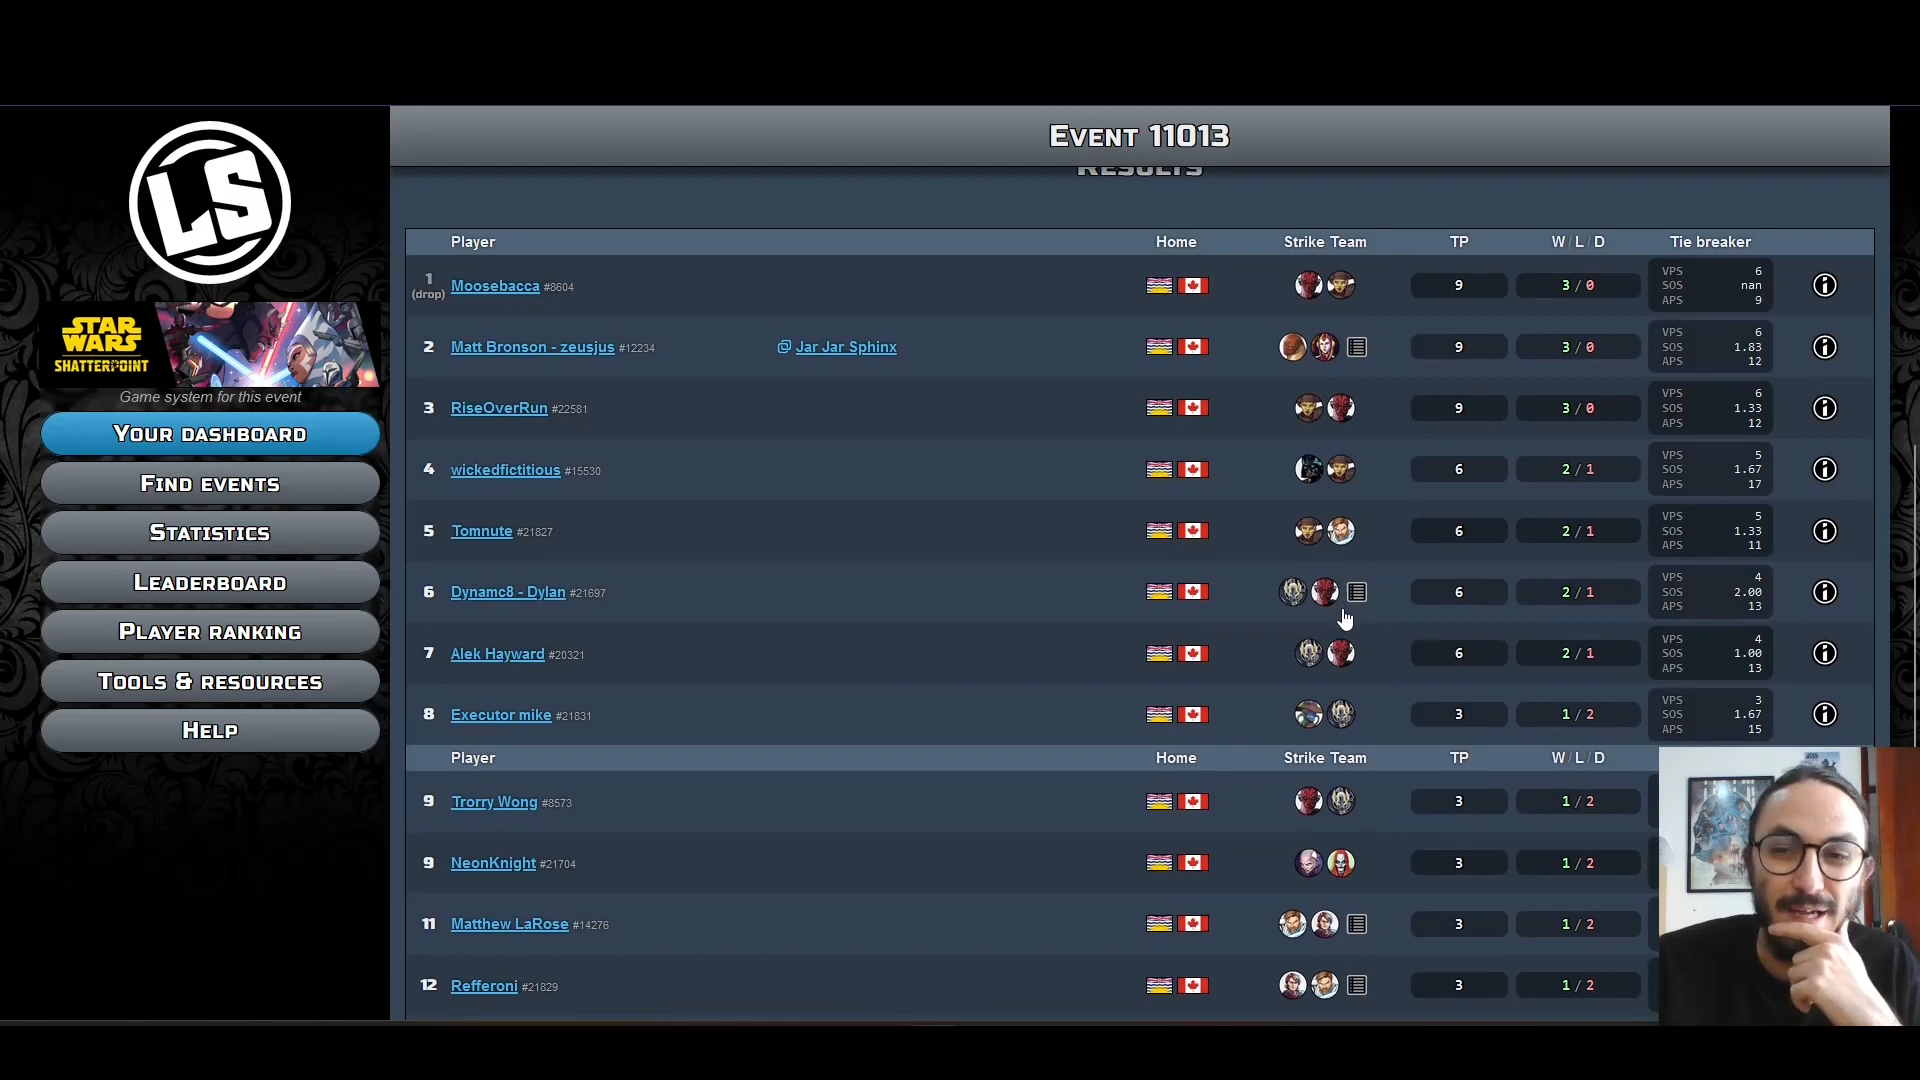 EVENT 11013
RESULTS
LS
STAR WARS
SHATTERPOINT
Game system for this event
YOUR DASHBOARD
FIND EVENTS
STATISTICS
LEADERBOARD
PLAYER RANKING
TOOLS & RESOURCES
HELP
Player Home Strike Team TP W / L / D Tie breaker
1 (drop) Moosebacca #8604 9 3 / 0 VPS 6 SOS nan APS 9
2 Matt Bronson - zeusjus #12234 Jar Jar Sphinx 9 3 / 0 VPS 6 SOS 1.83 APS 12
3 RiseOverRun #22581 9 3 / 0 VPS 6 SOS 1.33 APS 12
4 wickedfictitious #15530 6 2 / 1 VPS 5 SOS 1.67 APS 17
5 Tomnute #21827 6 2 / 1 VPS 5 SOS 1.33 APS 11
6 Dynamc8 - Dylan #21697 6 2 / 1 VPS 4 SOS 2.00 APS 13
7 Alek Hayward #20321 6 2 / 1 VPS 4 SOS 1.00 APS 13
8 Executor mike #21831 3 1 / 2 VPS 3 SOS 1.67 APS 15
Player Home Strike Team TP W / L / D
9 Trorry Wong #8573 3 1 / 2
9 NeonKnight #21704 3 1 / 2
11 Matthew LaRose #14276 3 1 / 2
12 Refferoni #21829 3 1 / 2